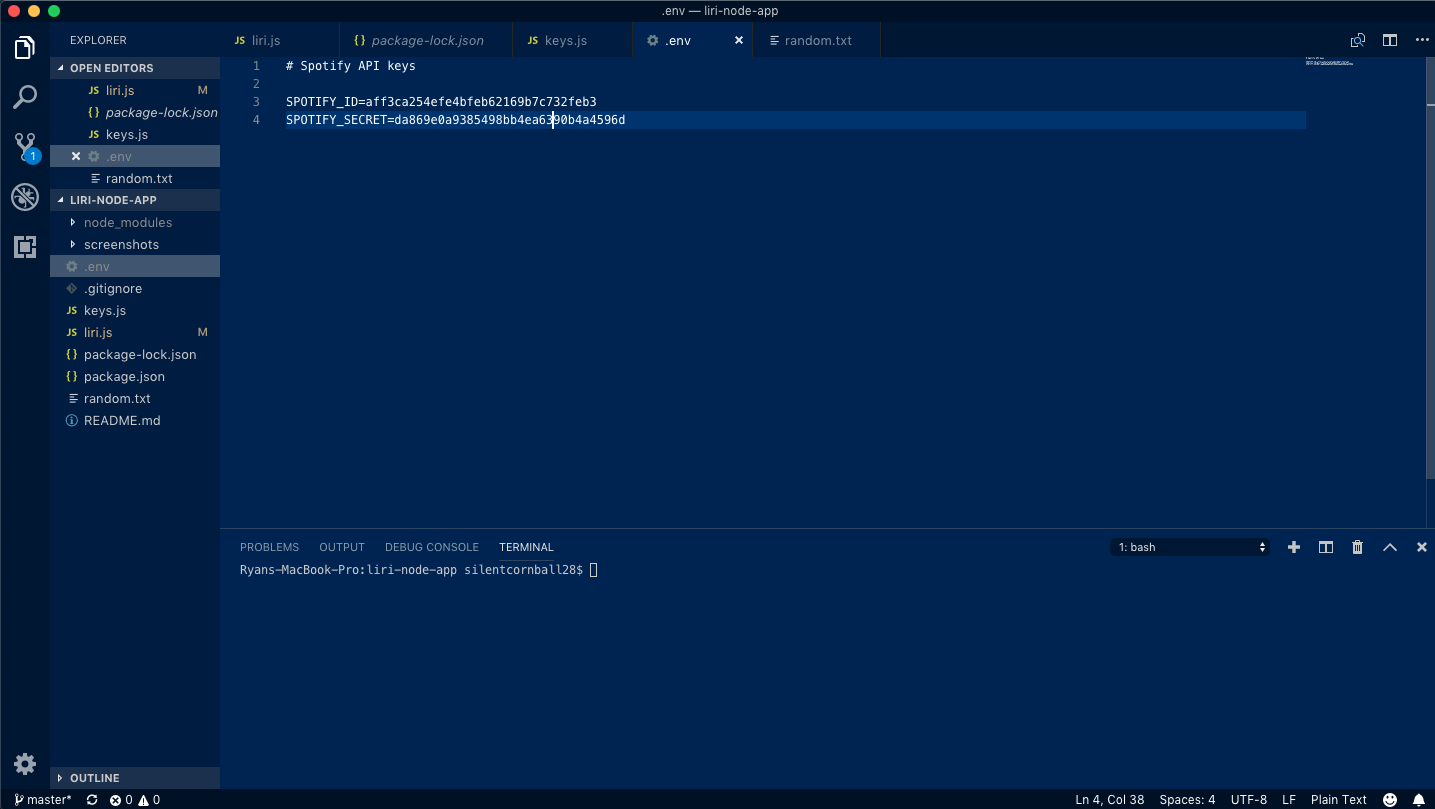 .env — liri-node-app
EXPLORER
OPEN EDITORS
liri.js M
package-lock.json
keys.js
.env
random.txt
LIRI-NODE-APP
node_modules
screenshots
.env
.gitignore
JS keys.js
JS liri.js M
{} package-lock.json
{} package.json
random.txt
README.md
OUTLINE
JS liri.js {} package-lock.json JS keys.js .env random.txt
1 # Spotify API keys
2
3 SPOTIFY_ID=aff3ca254efe4bfeb62169b7c732feb3
4 SPOTIFY_SECRET=da869e0a9385498bb4ea6390b4a4596d
PROBLEMS OUTPUT DEBUG CONSOLE TERMINAL 1: bash
Ryans-MacBook-Pro:liri-node-app silentcornball28$
master* 0 0 Ln 4, Col 38 Spaces: 4 UTF-8 LF Plain Text